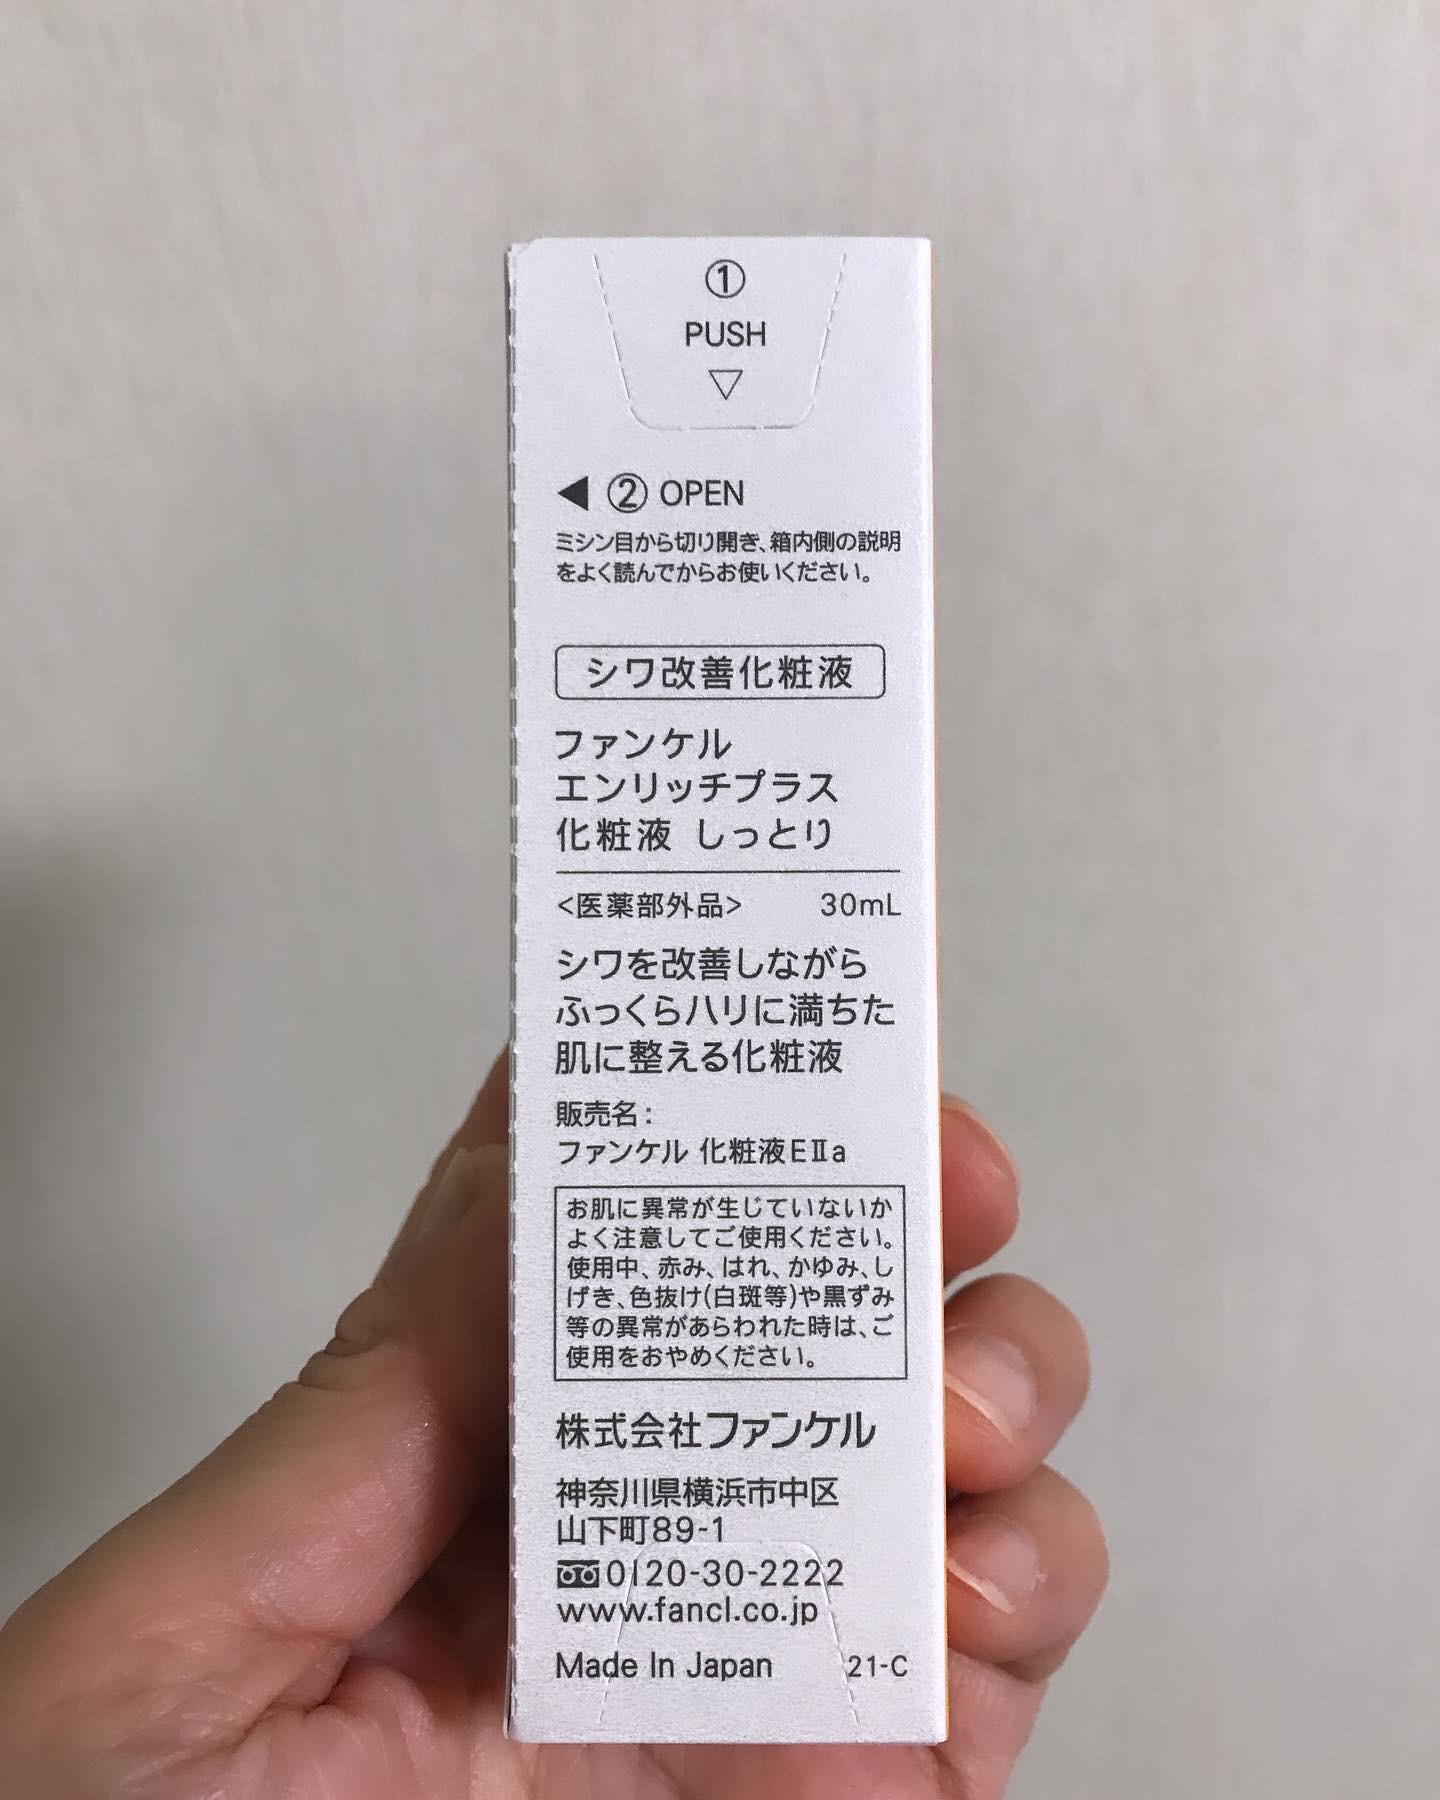 ①
PUSH
▽
◀ ② OPEN
ミシン目から切り開き、箱内側の説明
をよく読んでからお使いください。
シワ改善化粧液
ファンケル
エンリッチプラス
化粧液 しっとり
<医薬部外品> 30mL
シワを改善しながら
ふっくらハリに満ちた
肌に整える化粧液
販売名:
ファンケル 化粧液EⅡa
お肌に異常が生じていないか
よく注意してご使用ください。
使用中、赤み、はれ、かゆみ、し
げき、色抜け(白斑等)や黒ずみ
等の異常があらわれた時は、ご
使用をおやめください。
株式会社ファンケル
神奈川県横浜市中区
山下町89-1
0120-30-2222
www.fancl.co.jp
Made In Japan 21-C